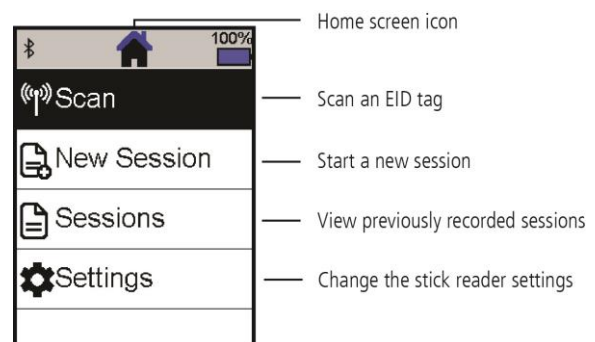 Home screen icon
100%
Scan
Scan an EID tag
New Session
Start a new session
Sessions
View previously recorded sessions
Settings
Change the stick reader settings